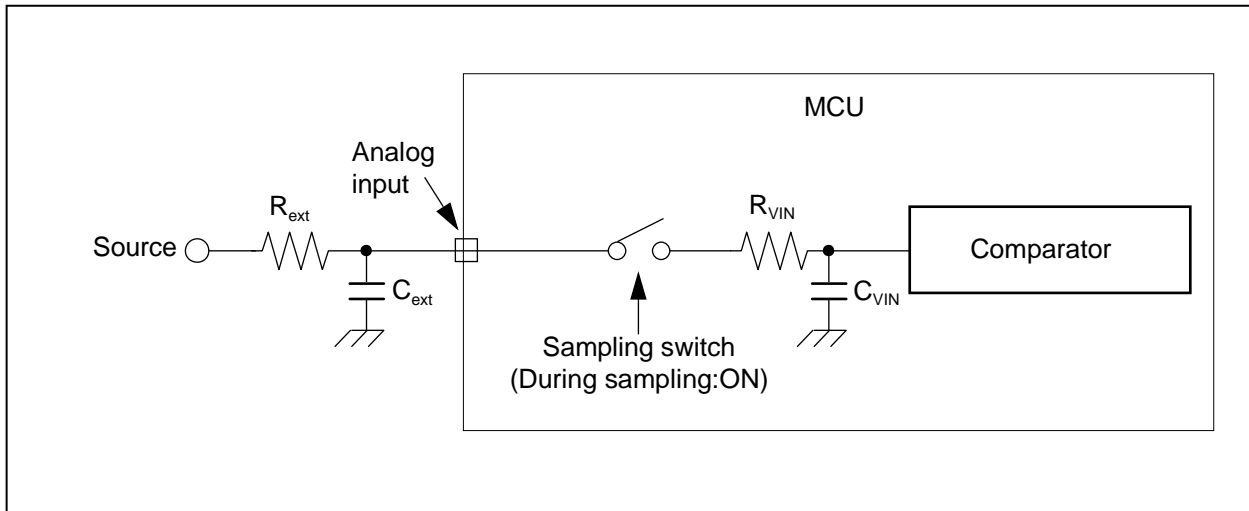 MCU
Analog
input
R_ext
R_VIN
Source
Comparator
C_ext
C_VIN
Sampling switch
(During sampling:ON)